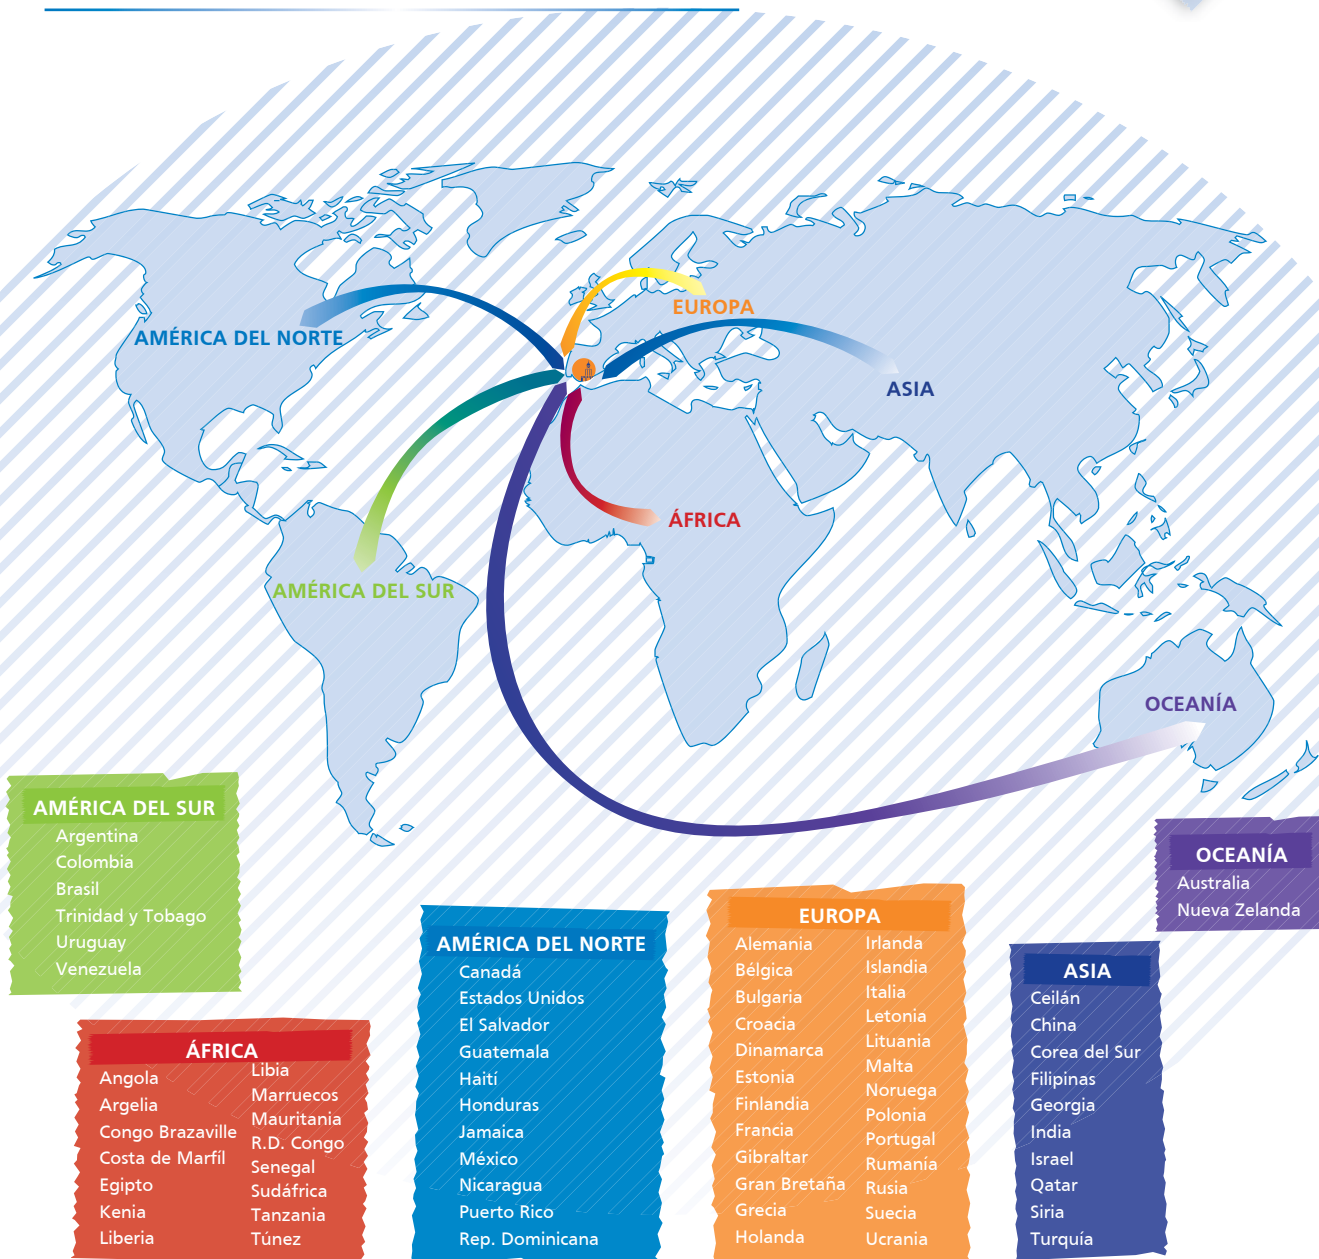 EUROPA
AMÉRICA DEL NORTE
ASIA
ÁFRICA
AMÉRICA DEL SUR
OCEANÍA
AMÉRICA DEL SUR
Argentina
Colombia
Brasil
Trinidad y Tobago
Uruguay
Venezuela
ÁFRICA
Angola
Argelia
Congo Brazaville
Costa de Marfíl
Egipto
Kenia
Liberia
Libia
Marruecos
Mauritania
R.D. Congo
Senegal
Sudáfrica
Tanzania
Túnez
AMÉRICA DEL NORTE
Canadá
Estados Unidos
El Salvador
Guatemala
Haití
Honduras
Jamaica
México
Nicaragua
Puerto Rico
Rep. Dominicana
EUROPA
Alemania
Bélgica
Bulgaria
Croacia
Dinamarca
Estonia
Finlandia
Francia
Gibraltar
Gran Bretaña
Grecia
Holanda
Irlanda
Islandia
Italia
Letonia
Lituania
Malta
Noruega
Polonia
Portugal
Rumanía
Rusia
Suecia
Ucrania
ASIA
Ceilán
China
Corea del Sur
Filipinas
Georgia
India
Israel
Qatar
Siria
Turquía
OCEANÍA
Australia
Nueva Zelanda